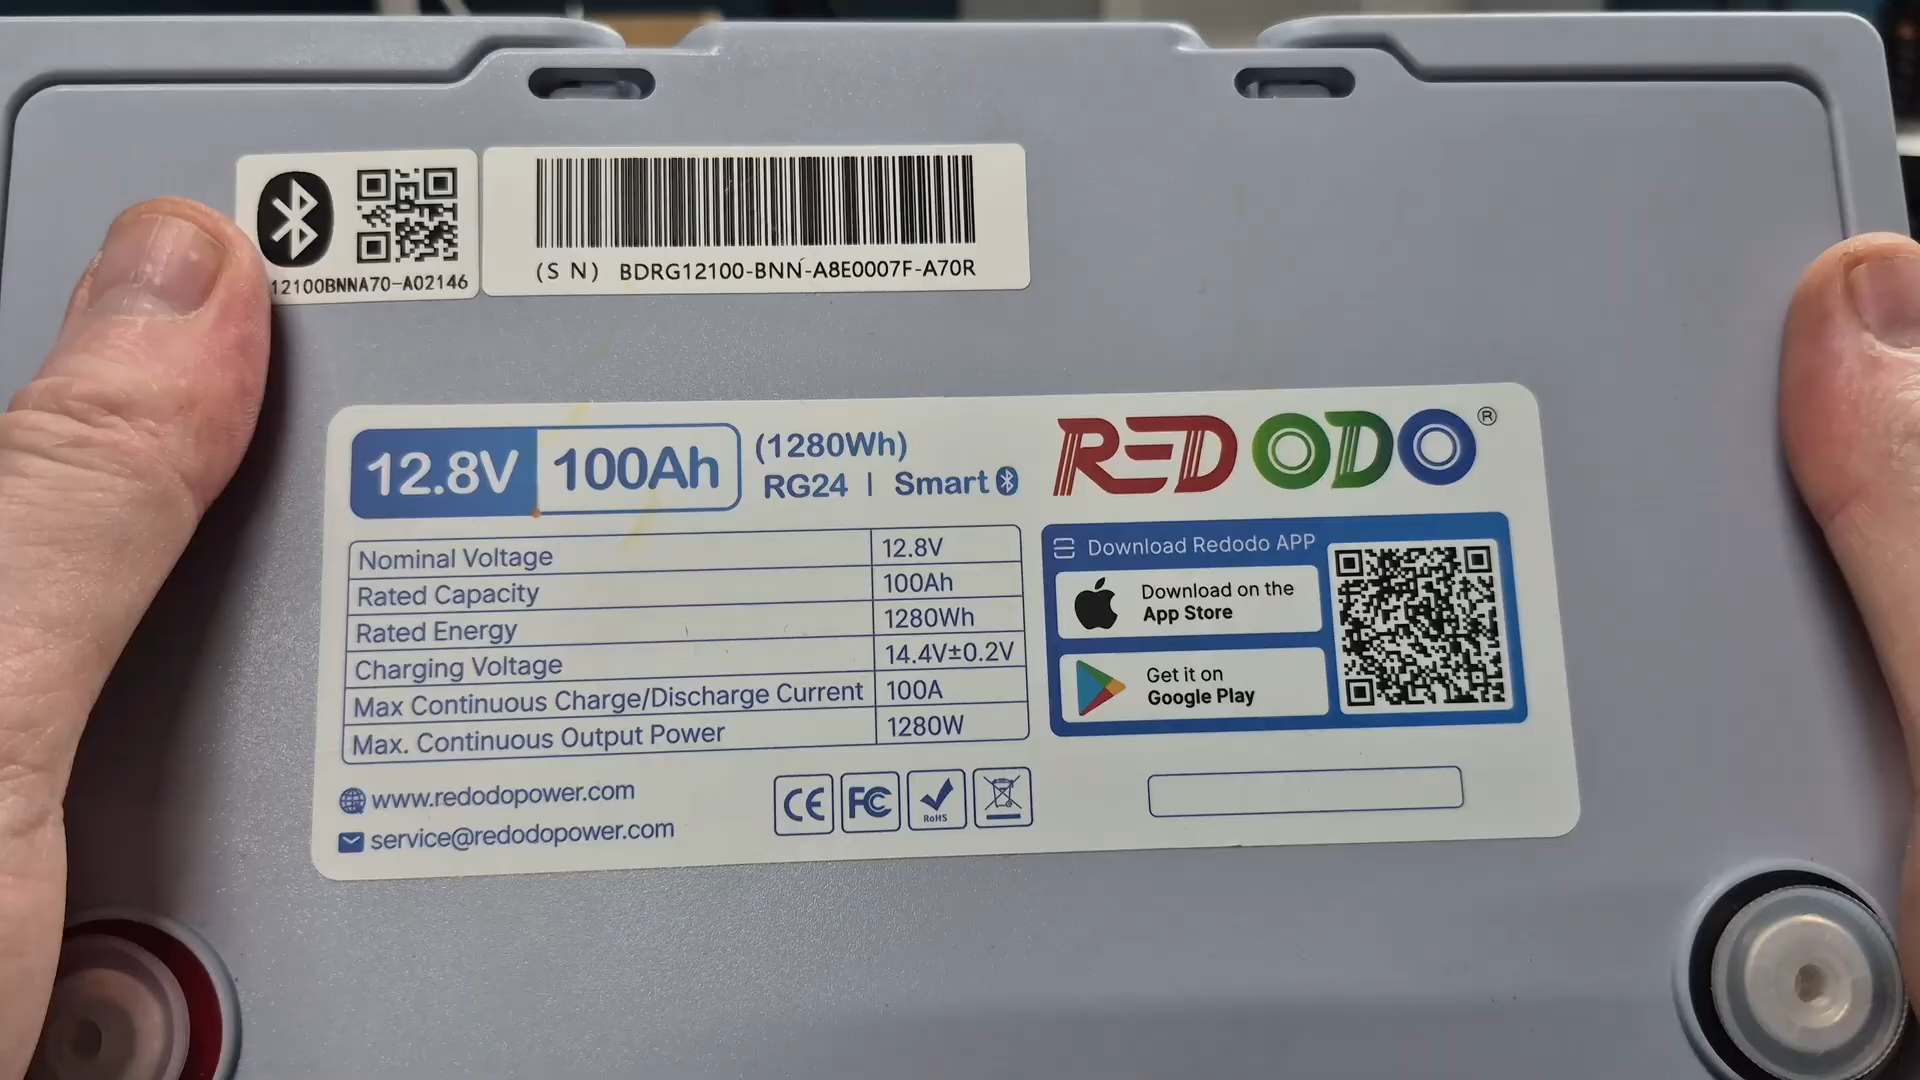 12100BNNA70-A02146
(SN) BDRG12100-BNN-A8E0007F-A70R
12.8V 100Ah (1280Wh)
RG24 | Smart
REDODO®
Nominal Voltage 12.8V
Rated Capacity 100Ah
Rated Energy 1280Wh
Charging Voltage 14.4V±0.2V
Max Continuous Charge/Discharge Current 100A
Max. Continuous Output Power 1280W
Download Redodo APP
Download on the
App Store
Get it on
Google Play
www.redodopower.com
service@redodopower.com
CE FC RoHS